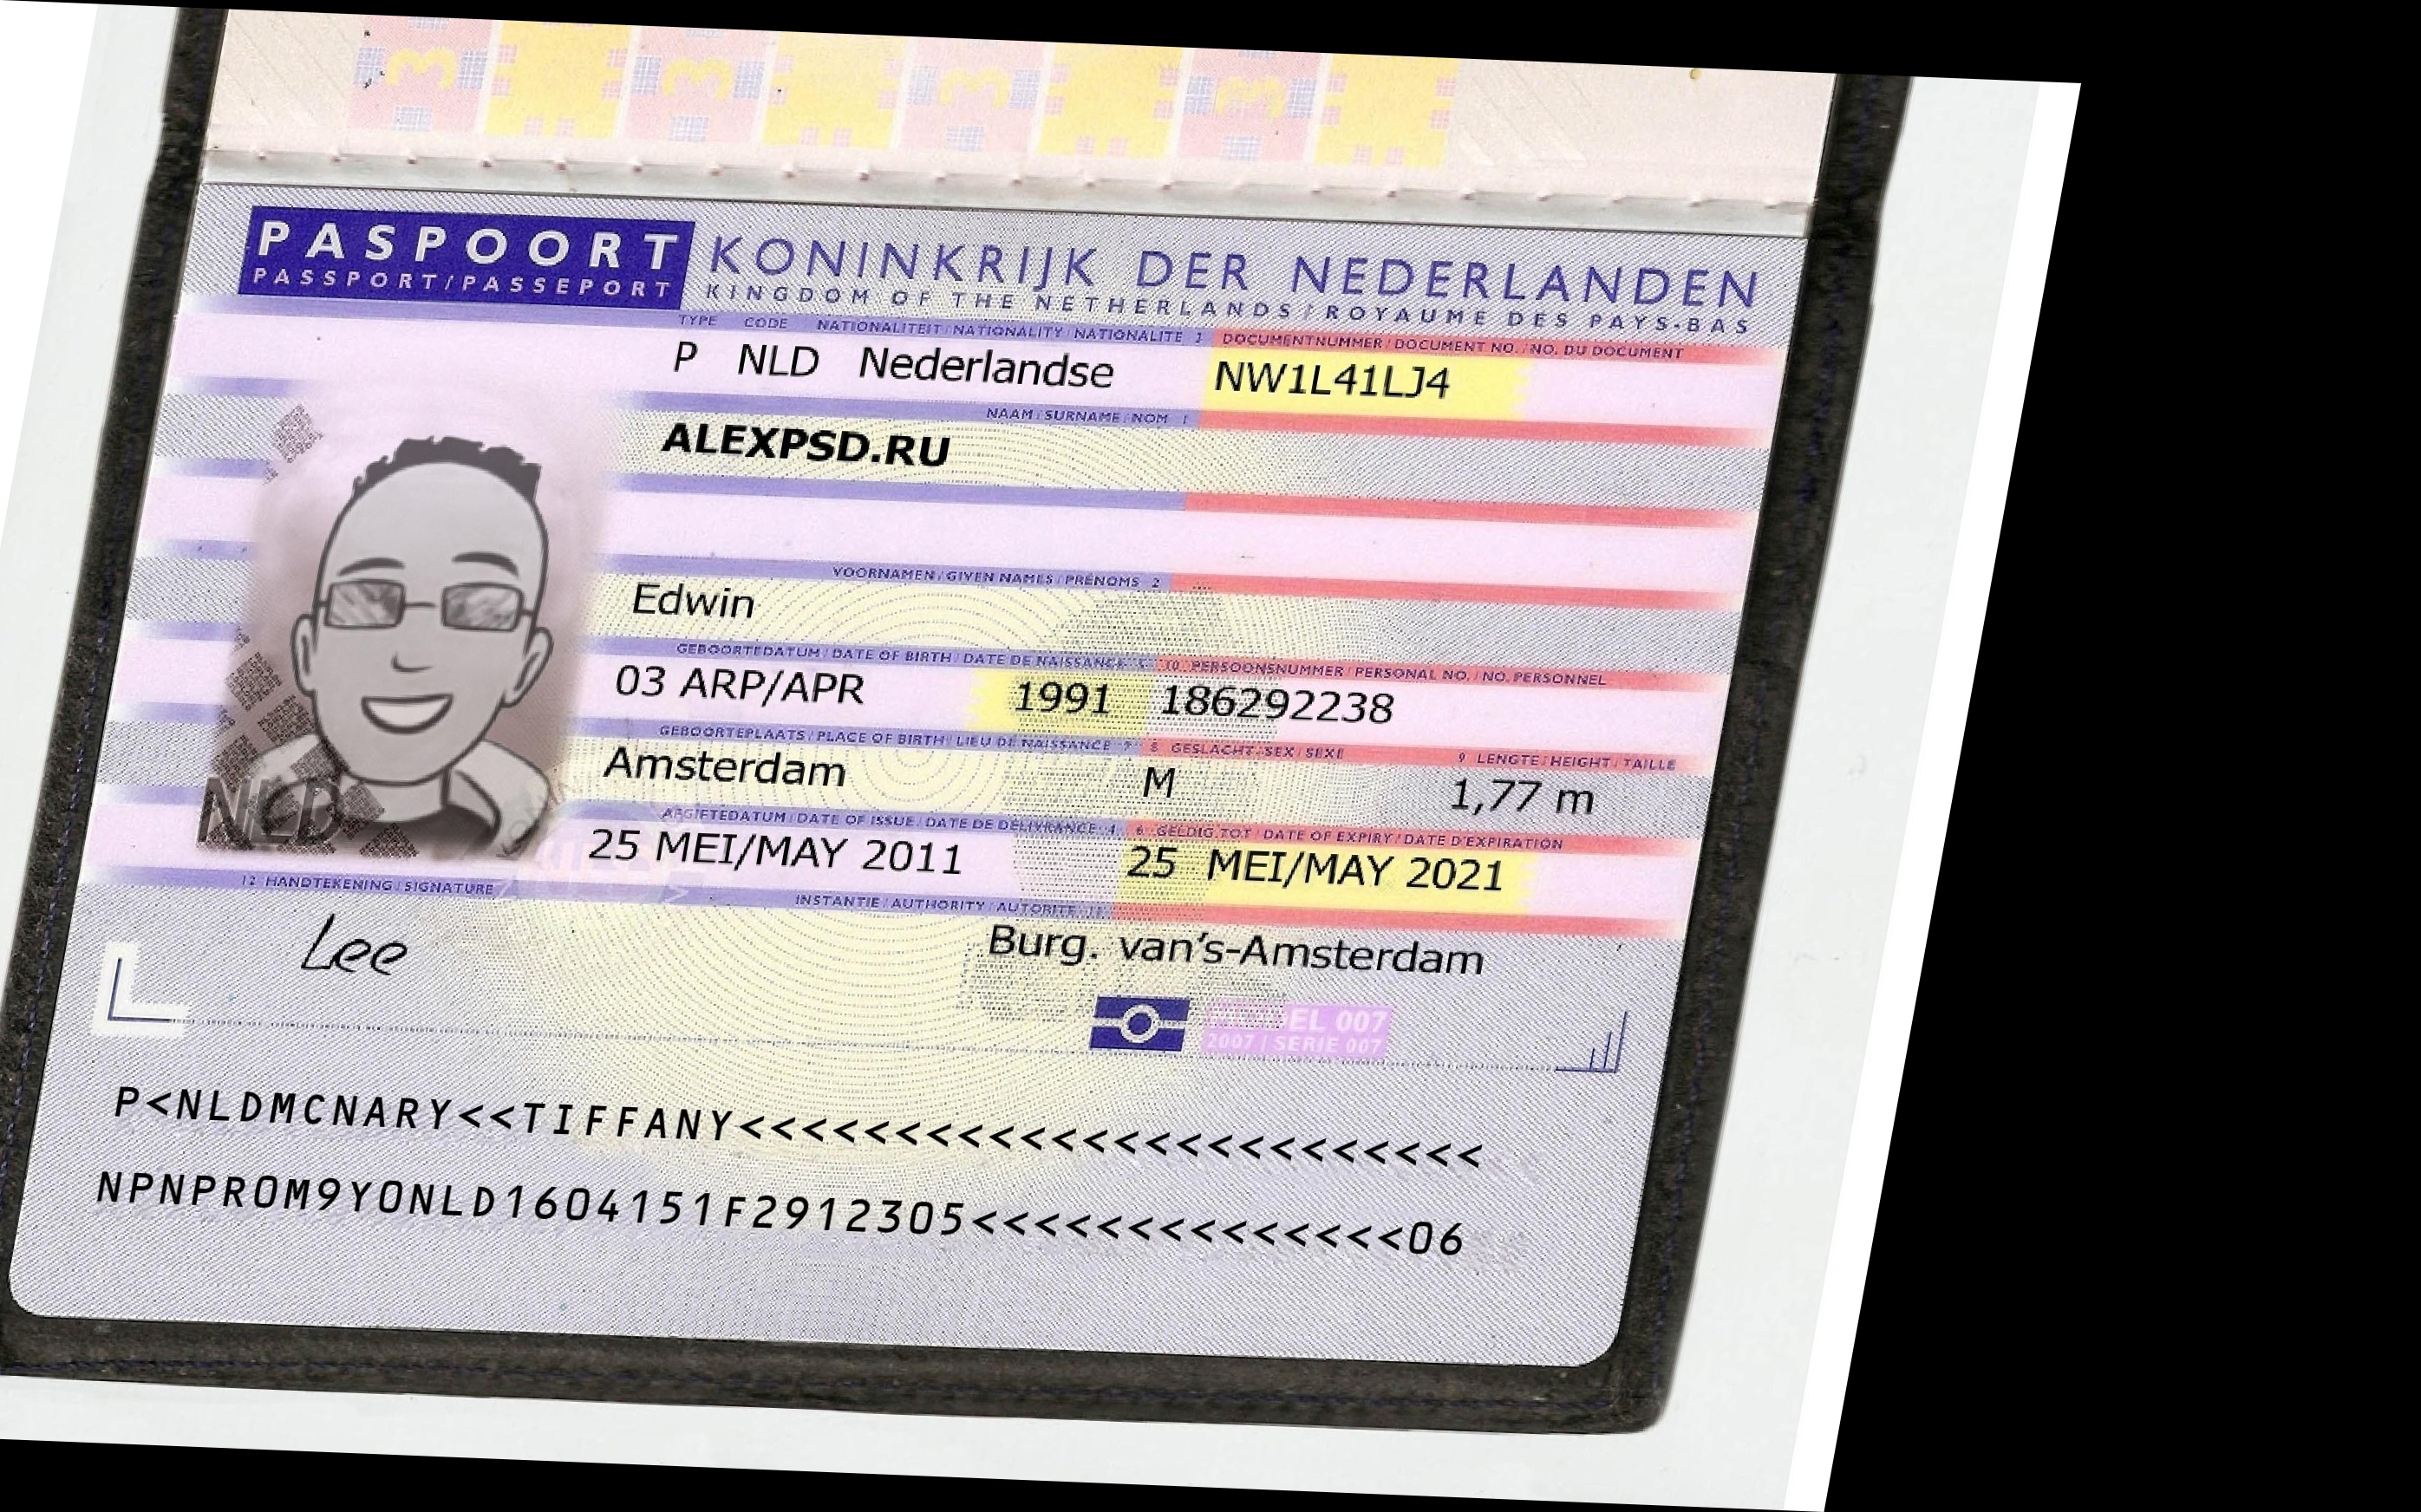 PASPOORT KONINKRIJK DER NEDERLANDEN
PASSPORT/PASSEPORT KINGDOM OF THE NETHERLANDS/ROYAUME DES PAYS-BAS
TYPE CODE NATIONALITEIT/NATIONALITY/NATIONALITE 3 DOCUMENTNUMMER/DOCUMENT NO./NO. DU DOCUMENT
P NLD Nederlandse NW1L41LJ4
NAAM/SURNAME/NOM 1
ALEXPSD.RU
VOORNAMEN/GIVEN NAMES/PRÉNOMS 2
Edwin
GEBOORTEDATUM/DATE OF BIRTH/DATE DE NAISSANCE 5 10 PERSOONSNUMMER/PERSONAL NO./NO. PERSONNEL
03 ARP/APR 1991 186292238
GEBOORTEPLAATS/PLACE OF BIRTH/LIEU DE NAISSANCE 7 8 GESLACHT/SEX/SEXE 9 LENGTE/HEIGHT/TAILLE
Amsterdam M 1,77 m
NLD
AFGIFTEDATUM/DATE OF ISSUE/DATE DE DÉLIVRANCE 4 6 GELDIG TOT/DATE OF EXPIRY/DATE D'EXPIRATION
25 MEI/MAY 2011 25 MEI/MAY 2021
12 HANDTEKENING/SIGNATURE INSTANTIE/AUTHORITY/AUTORITE 11
Lee Burg. van's-Amsterdam
EL 007
2007 | SERIE 007
P<NLDMCNARY<<TIFFANY<<<<<<<<<<<<<<<<<<<<<<<<
NPNPR0M9Y0NLD1604151F2912305<<<<<<<<<<<<<<06